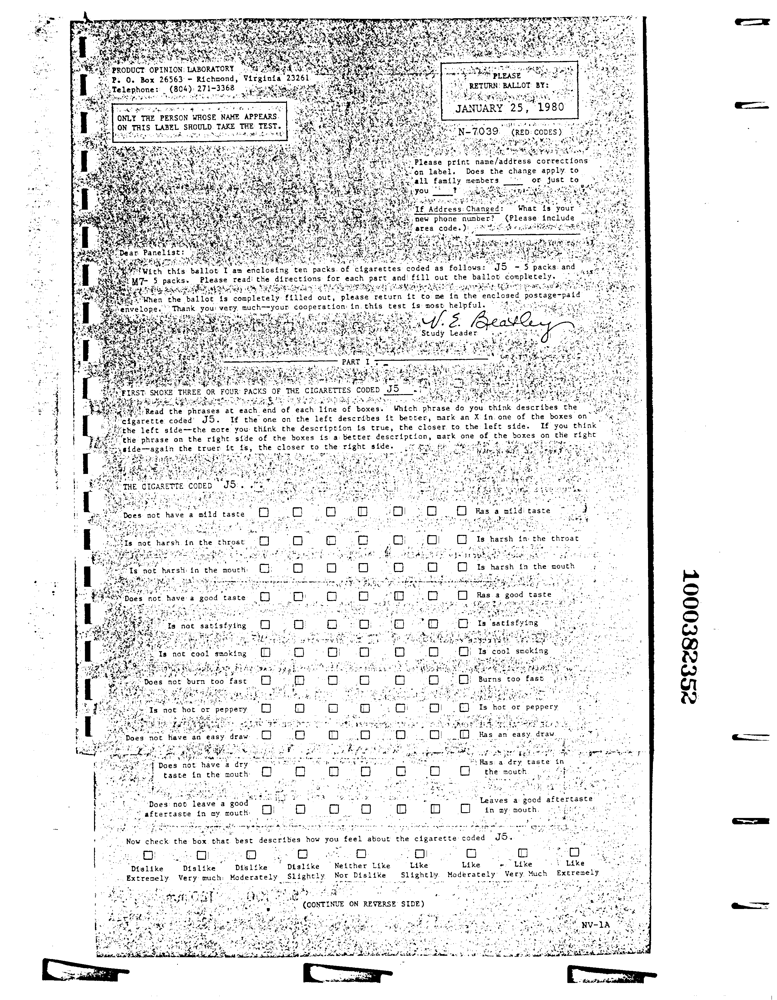 PRODUCT OPINION LABORATORY
P. O. Box 26563 - Richmond, Virginia 23261
Telephone: (804) 271-3368
ONLY THE PERSON WHOSE NAME APPEARS
ON THIS LABEL SHOULD TAKE THE TEST.
PLEASE
RETURN BALLOT BY:
JANUARY 25, 1980
N-7039 (RED CODES)
Please print name/address corrections
on label. Does the change apply to
all family members ___ or just to
you ___?
If Address Changed: What is your
new phone number? (Please include
area code.)
Dear Panelist:
With this ballot I am enclosing ten packs of cigarettes coded as follows: J5 - 5 packs and
M7- 5 packs. Please read the directions for each part and fill out the ballot completely.
When the ballot is completely filled out, please return it to me in the enclosed postage-paid
envelope. Thank you very much--your cooperation in this test is most helpful.
Study Leader
PART I
FIRST SMOKE THREE OR FOUR PACKS OF THE CIGARETTES CODED J5.
Read the phrases at each end of each line of boxes. Which phrase do you think describes the
cigarette coded J5. If the one on the left describes it better, mark an X in one of the boxes on
the left side--the more you think the description is true, the closer to the left side. If you think
the phrase on the right side of the boxes is a better description, mark one of the boxes on the right
side--again the truer it is, the closer to the right side.
THE CIGARETTE CODED J5...
Does not have a mild taste □ □ □ □ □ □ □ Has a mild taste
Is not harsh in the throat □ □ □ □ □ □ □ Is harsh in the throat
Is not harsh in the mouth □ □ □ □ □ □ □ Is harsh in the mouth
Does not have a good taste □ □ □ □ □ □ □ Has a good taste
Is not satisfying □ □ □ □ □ □ □ Is satisfying
Is not cool smoking □ □ □ □ □ □ □ Is cool smoking
Does not burn too fast □ □ □ □ □ □ □ Burns too fast
Is not hot or peppery □ □ □ □ □ □ □ Is hot or peppery
Does not have an easy draw □ □ □ □ □ □ □ Has an easy draw
Does not have a dry
taste in the mouth □ □ □ □ □ □ □ Has a dry taste in
the mouth
Does not leave a good
aftertaste in my mouth □ □ □ □ □ □ □ Leaves a good aftertaste
in my mouth
Now check the box that best describes how you feel about the cigarette coded J5.
□ □ □ □ □ □ □ □ □
Dislike Dislike Dislike Dislike Neither Like Like Like Like Like
Extremely Very much Moderately Slightly Nor Dislike Slightly Moderately Very Much Extremely
(CONTINUE ON REVERSE SIDE)
NV-1A
1000382352